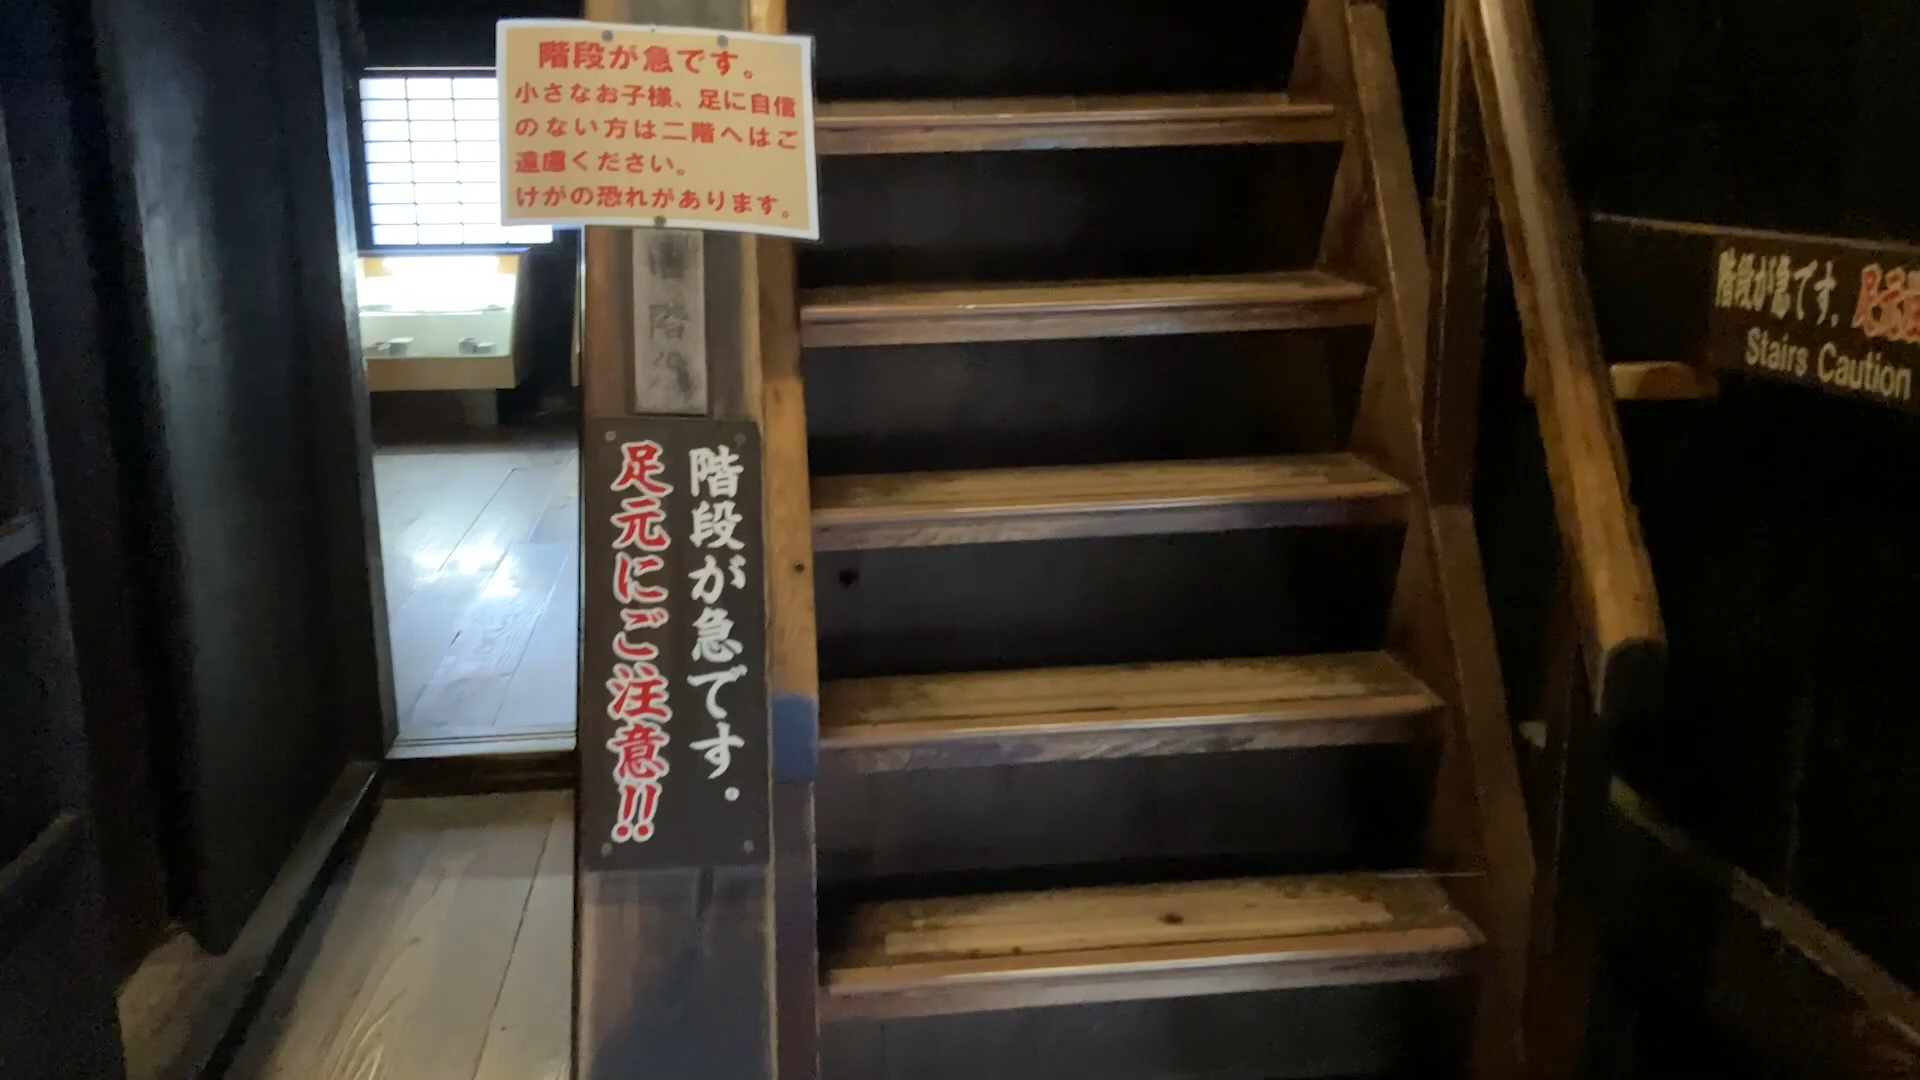 階段が急です。
小さなお子様、足に自信
のない方は二階へはご
遠慮ください。
けがの恐れがあります。
階段が急です。
足元にご注意!!
階段が急です。足元
Stairs Caution